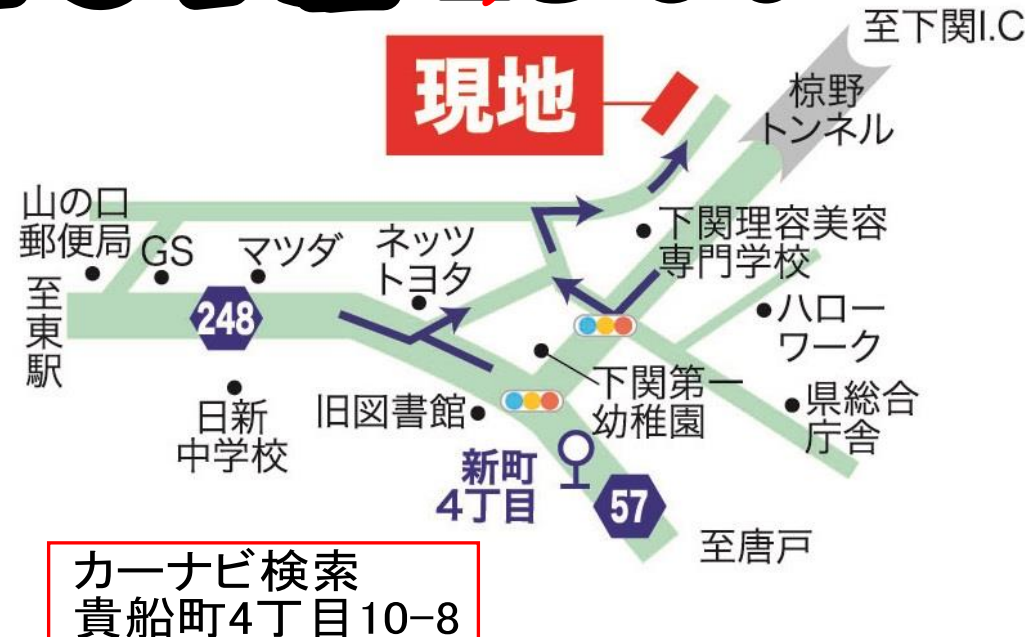 至下関I.C
現地
椋野
トンネル
山の口
郵便局
GS
マツダ
ネッツ
トヨタ
下関理容美容
専門学校
至東駅
248
ハロー
ワーク
日新
中学校
旧図書館
下関第一
幼稚園
県総合
庁舎
新町
4丁目
57
至唐戸
カーナビ検索
貴船町4丁目10-8